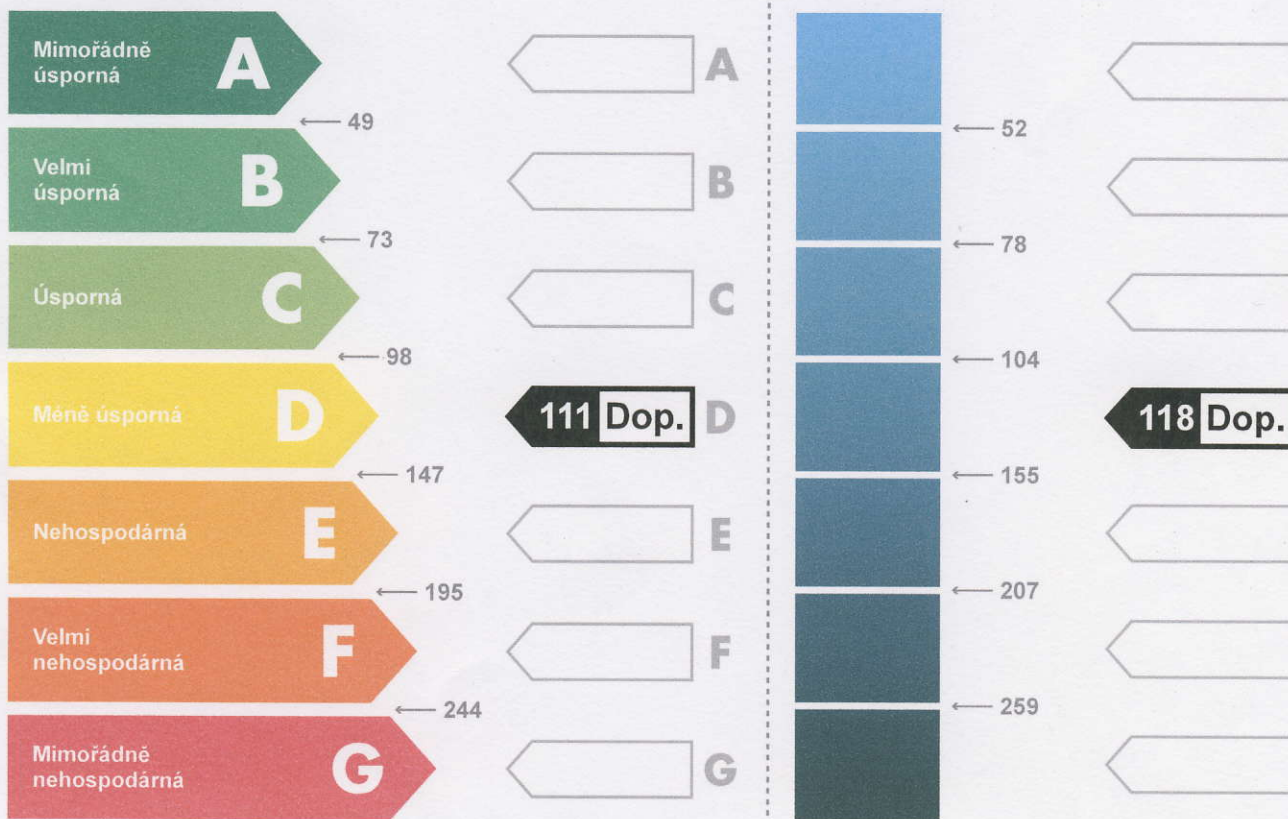 Mimořádně
úsporná
A
A
49
52
Velmi
úsporná
B
B
73
78
Úsporná
C
C
98
104
Méně úsporná
D
111 Dop.
D
118 Dop.
147
155
Nehospodárná
E
E
195
207
Velmi
nehospodárná
F
F
244
259
Mimořádně
nehospodárná
G
G